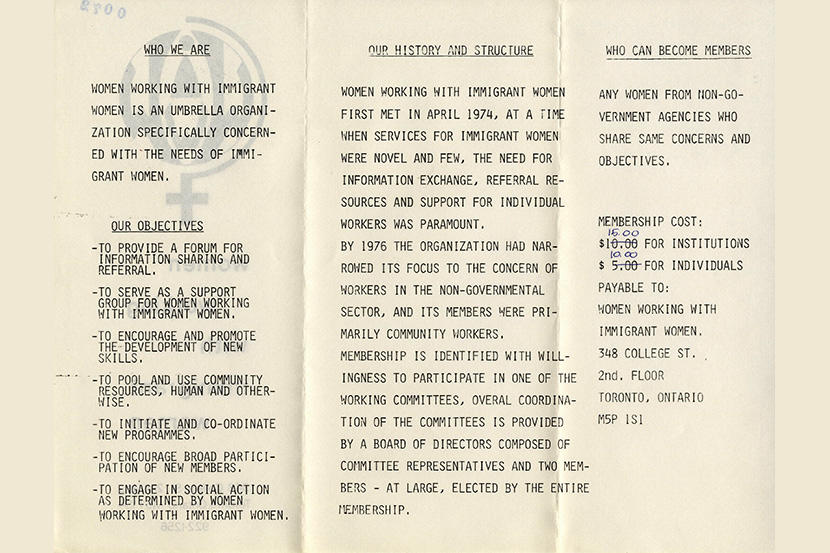 WHO WE ARE
WOMEN WORKING WITH IMMIGRANT
WOMEN IS AN UMBRELLA ORGANI-
ZATION SPECIFICALLY CONCERN-
ED WITH THE NEEDS OF IMMI-
GRANT WOMEN.
OUR OBJECTIVES
-TO PROVIDE A FORUM FOR
INFORMATION SHARING AND
REFERRAL.
-TO SERVE AS A SUPPORT
GROUP FOR WOMEN WORKING
WITH IMMIGRANT WOMEN.
-TO ENCOURAGE AND PROMOTE
THE DEVELOPMENT OF NEW
SKILLS.
-TO POOL AND USE COMMUNITY
RESOURCES, HUMAN AND OTHER-
WISE.
-TO INITIATE AND CO-ORDINATE
NEW PROGRAMMES.
-TO ENCOURAGE BROAD PARTICI-
PATION OF NEW MEMBERS.
-TO ENGAGE IN SOCIAL ACTION
AS DETERMINED BY WOMEN
WORKING WITH IMMIGRANT WOMEN.
OUR HISTORY AND STRUCTURE
WOMEN WORKING WITH IMMIGRANT WOMEN
FIRST MET IN APRIL 1974, AT A TIME
WHEN SERVICES FOR IMMIGRANT WOMEN
WERE NOVEL AND FEW, THE NEED FOR
INFORMATION EXCHANGE, REFERRAL RE-
SOURCES AND SUPPORT FOR INDIVIDUAL
WORKERS WAS PARAMOUNT.
BY 1976 THE ORGANIZATION HAD NAR-
ROWED ITS FOCUS TO THE CONCERN OF
WORKERS IN THE NON-GOVERNMENTAL
SECTOR, AND ITS MEMBERS WERE PRI-
MARILY COMMUNITY WORKERS.
MEMBERSHIP IS IDENTIFIED WITH WILL-
INGNESS TO PARTICIPATE IN ONE OF THE
WORKING COMMITTEES, OVERAL COORDINA-
TION OF THE COMMITTEES IS PROVIDED
BY A BOARD OF DIRECTORS COMPOSED OF
COMMITTEE REPRESENTATIVES AND TWO MEM-
BERS - AT LARGE, ELECTED BY THE ENTIRE
MEMBERSHIP.
WHO CAN BECOME MEMBERS
ANY WOMEN FROM NON-GO-
VERNMENT AGENCIES WHO
SHARE SAME CONCERNS AND
OBJECTIVES.
MEMBERSHIP COST:
15.00
$10.00 FOR INSTITUTIONS
10.00
$ 5.00 FOR INDIVIDUALS
PAYABLE TO:
WOMEN WORKING WITH
IMMIGRANT WOMEN.
348 COLLEGE ST.
2nd. FLOOR
TORONTO, ONTARIO
M5P 1S1